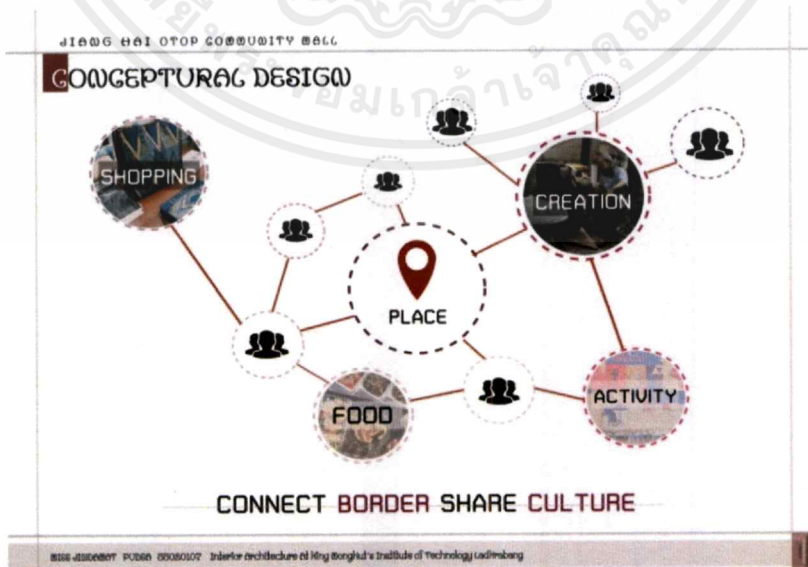 JIANG HAI OTOP COMMUNITY MALL
CONCEPTURAL DESIGN
SHOPPING
CREATION
PLACE
FOOD
ACTIVITY
CONNECT BORDER SHARE CULTURE
Interior Architecture at King Mongkut's Institute of Technology Ladkrabang